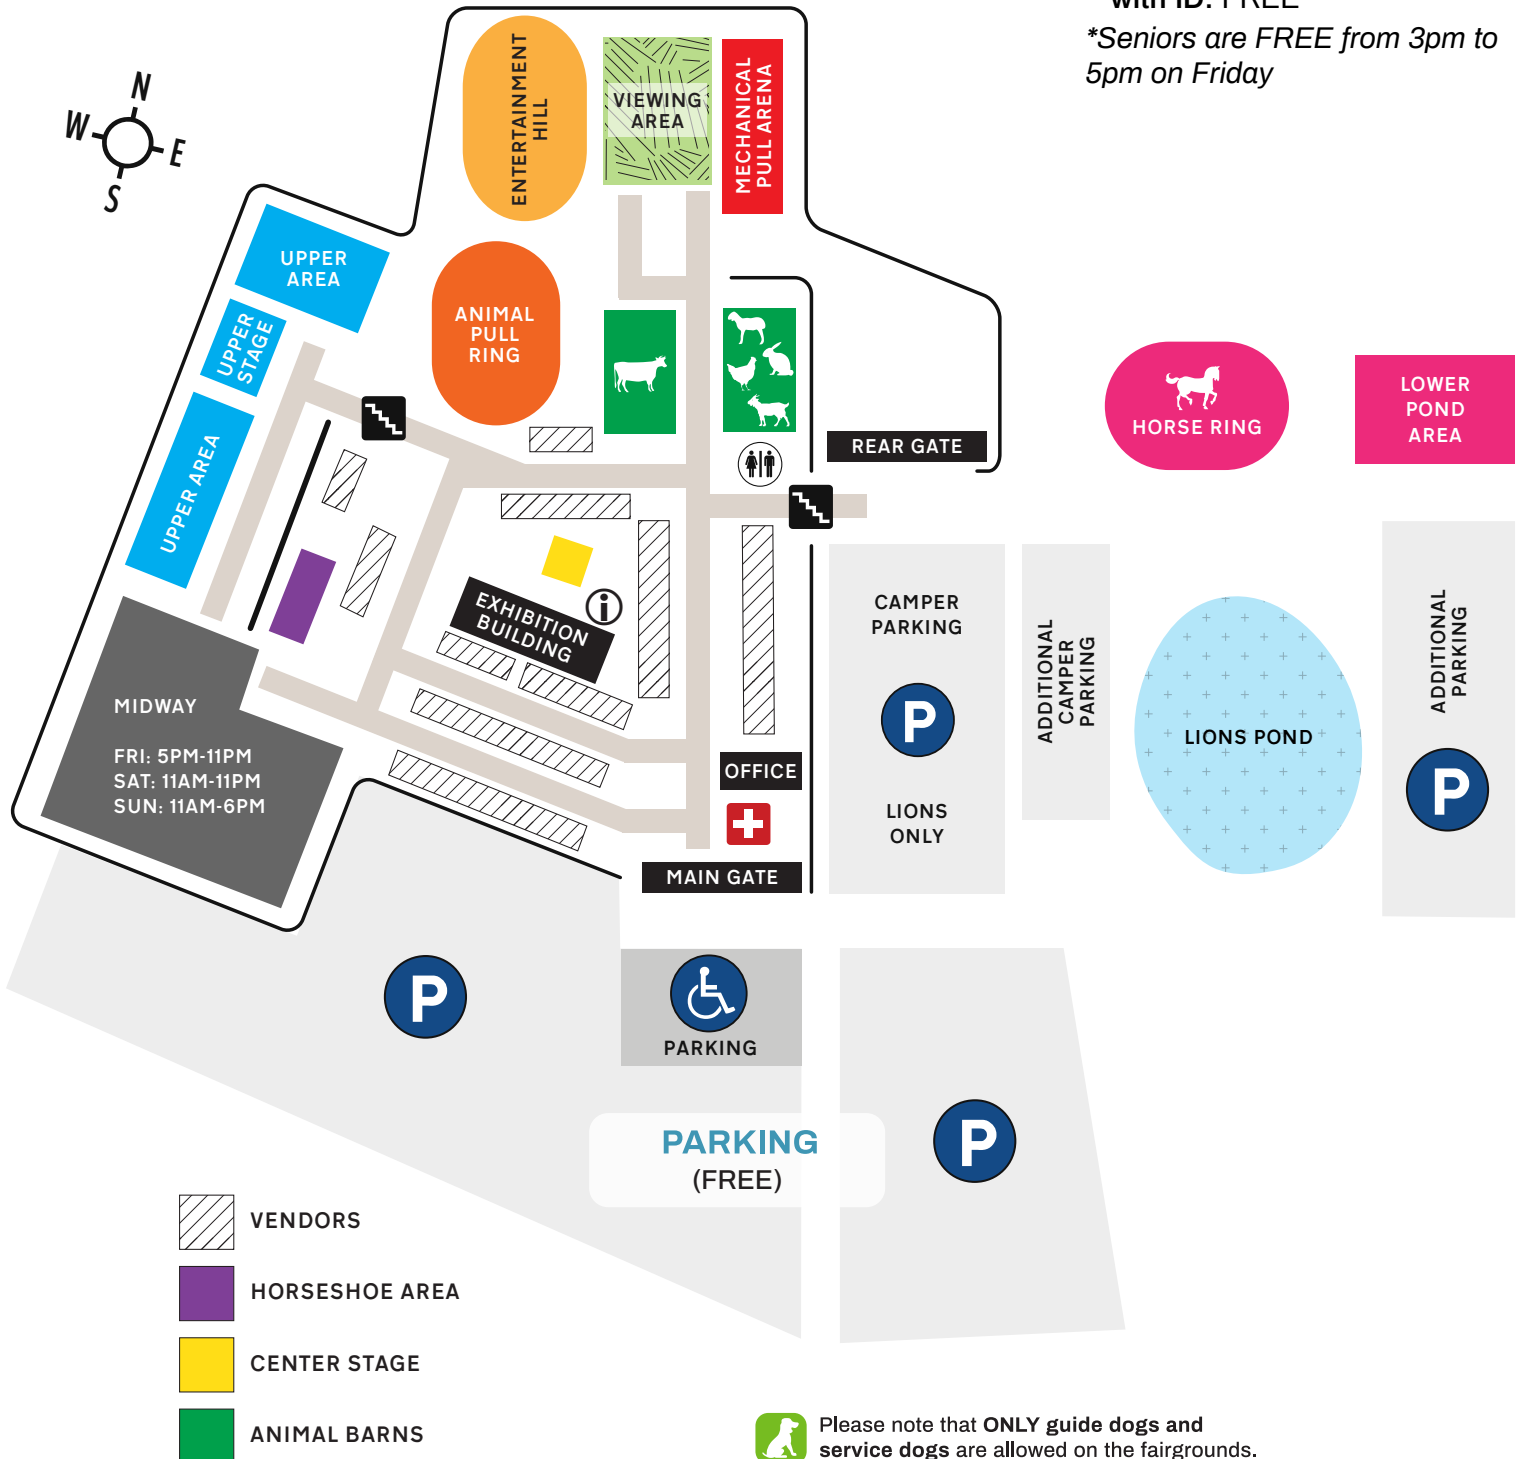 with ID: FREE
*Seniors are FREE from 3pm to
5pm on Friday
N
W
E
S
ENTERTAINMENT
HILL
VIEWING
AREA
MECHANICAL
PULL ARENA
UPPER
AREA
UPPER
STAGE
UPPER AREA
ANIMAL
PULL
RING
REAR GATE
HORSE RING
LOWER
POND
AREA
EXHIBITION
BUILDING
i
CAMPER
PARKING
P
LIONS
ONLY
ADDITIONAL
CAMPER
PARKING
LIONS POND
ADDITIONAL
PARKING
P
MIDWAY
FRI: 5PM-11PM
SAT: 11AM-11PM
SUN: 11AM-6PM
OFFICE
MAIN GATE
P
PARKING
P
PARKING
(FREE)
VENDORS
HORSESHOE AREA
CENTER STAGE
ANIMAL BARNS
Please note that ONLY guide dogs and
service dogs are allowed on the fairgrounds.